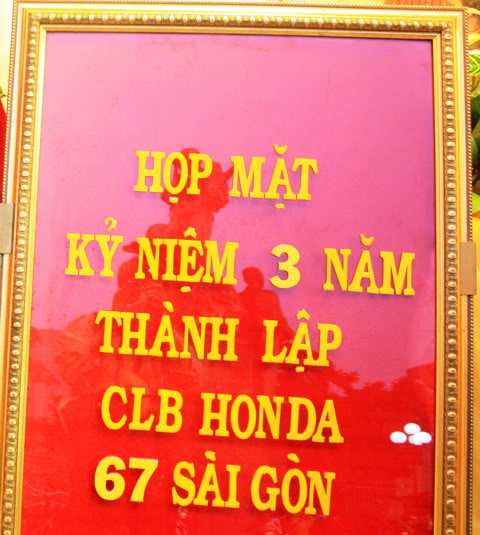 HỌP MẶT
KỶ NIỆM 3 NĂM
THÀNH LẬP
CLB HONDA
67 SÀI GÒN